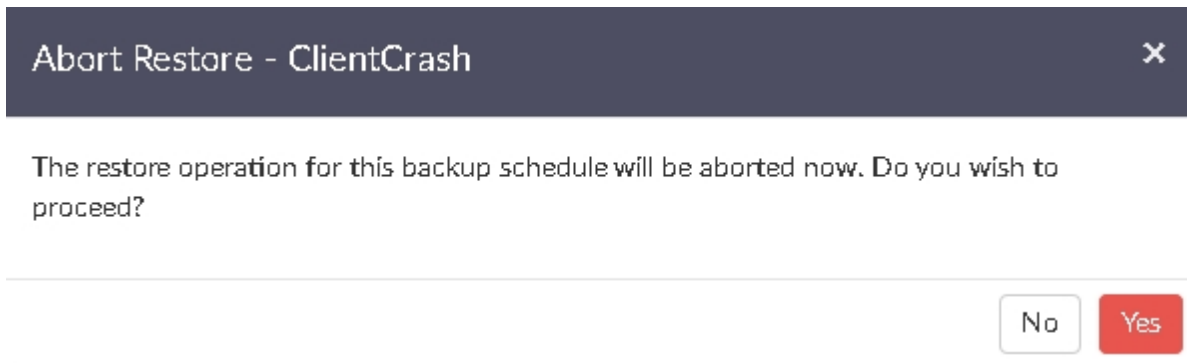 Abort Restore - ClientCrash ×
The restore operation for this backup schedule will be aborted now. Do you wish to
proceed?
No Yes